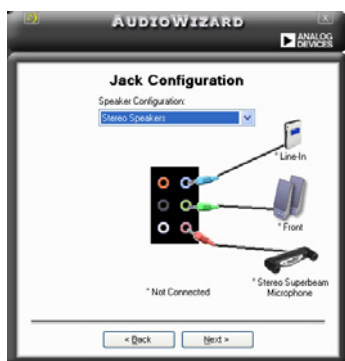 AudioWizard
ANALOG
DEVICES
Jack Configuration
Speaker Configuration:
Stereo Speakers
* Line-In
* Front
* Stereo Superbeam
Microphone
* Not Connected
< Back
Next >